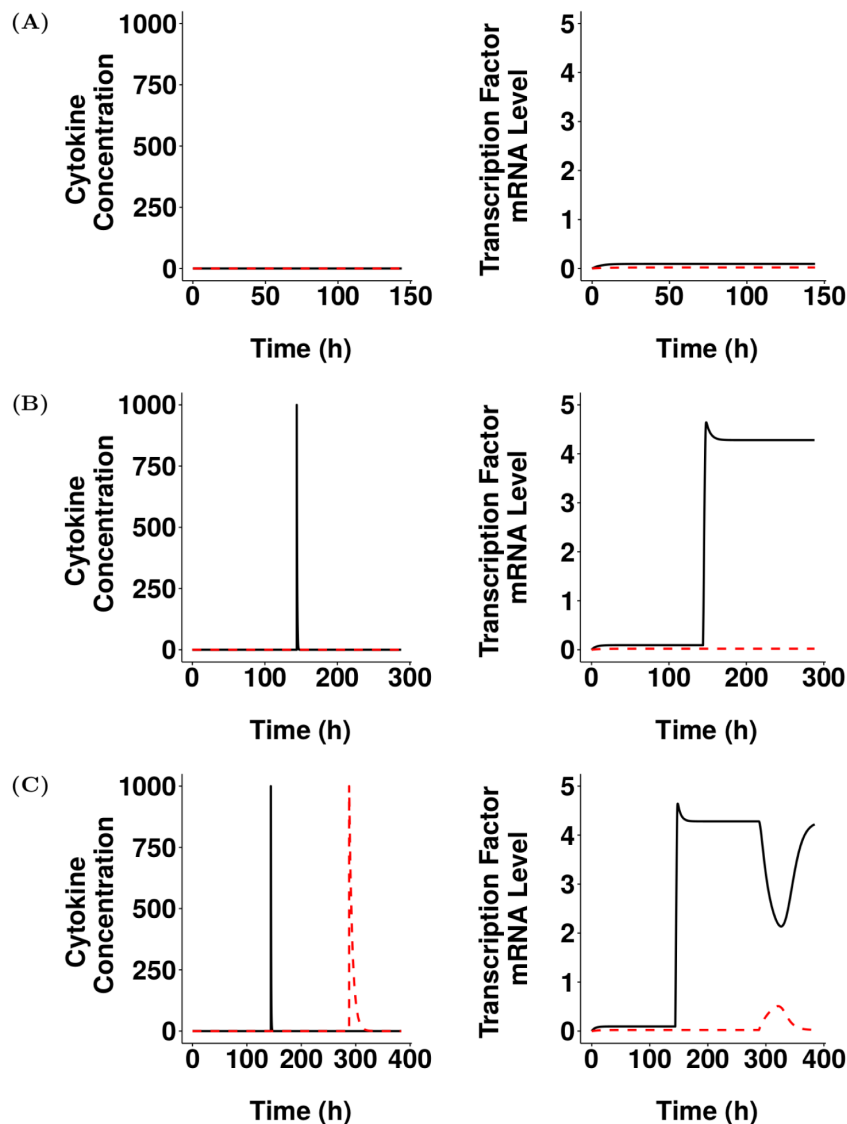 (A)
Cytokine
Concentration
1000
750
500
250
0
0 50 100 150
Time (h)
Transcription Factor
mRNA Level
5
4
3
2
1
0
0 50 100 150
Time (h)
(B)
Cytokine
Concentration
1000
750
500
250
0
0 100 200 300
Time (h)
Transcription Factor
mRNA Level
5
4
3
2
1
0
0 100 200 300
Time (h)
(C)
Cytokine
Concentration
1000
750
500
250
0
0 100 200 300 400
Time (h)
Transcription Factor
mRNA Level
5
4
3
2
1
0
0 100 200 300 400
Time (h)